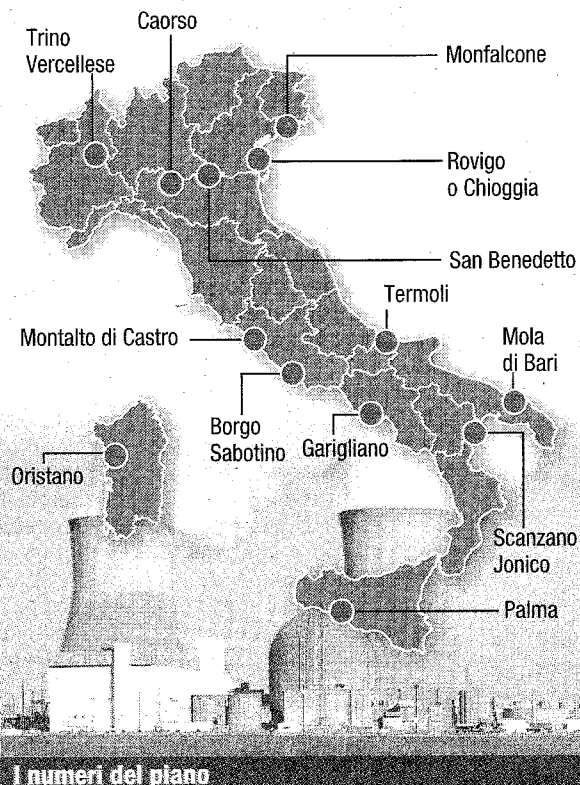 Trino
Vercellese
Caorso
Monfalcone
Rovigo
o Chioggia
San Benedetto
Termoli
Montalto di Castro
Mola
di Bari
Borgo
Sabotino
Garigliano
Oristano
Scanzano
Jonico
Palma
I numeri del piano